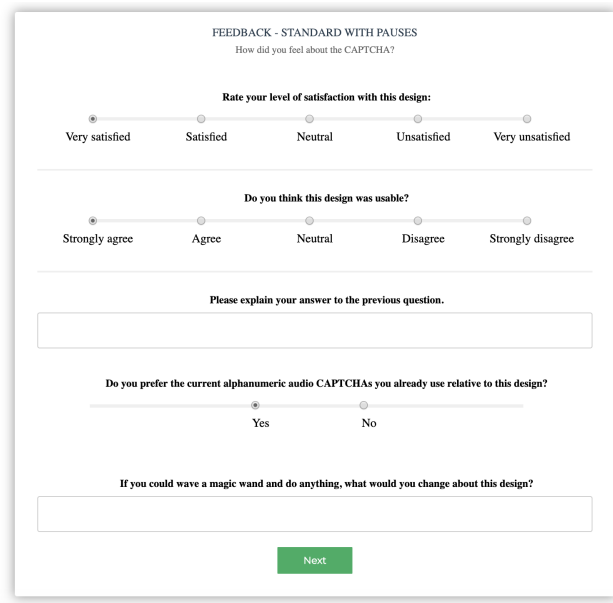 FEEDBACK - STANDARD WITH PAUSES
How did you feel about the CAPTCHA?
Rate your level of satisfaction with this design:
Very satisfied Satisfied Neutral Unsatisfied Very unsatisfied
Do you think this design was usable?
Strongly agree Agree Neutral Disagree Strongly disagree
Please explain your answer to the previous question.
Do you prefer the current alphanumeric audio CAPTCHAs you already use relative to this design?
Yes No
If you could wave a magic wand and do anything, what would you change about this design?
Next